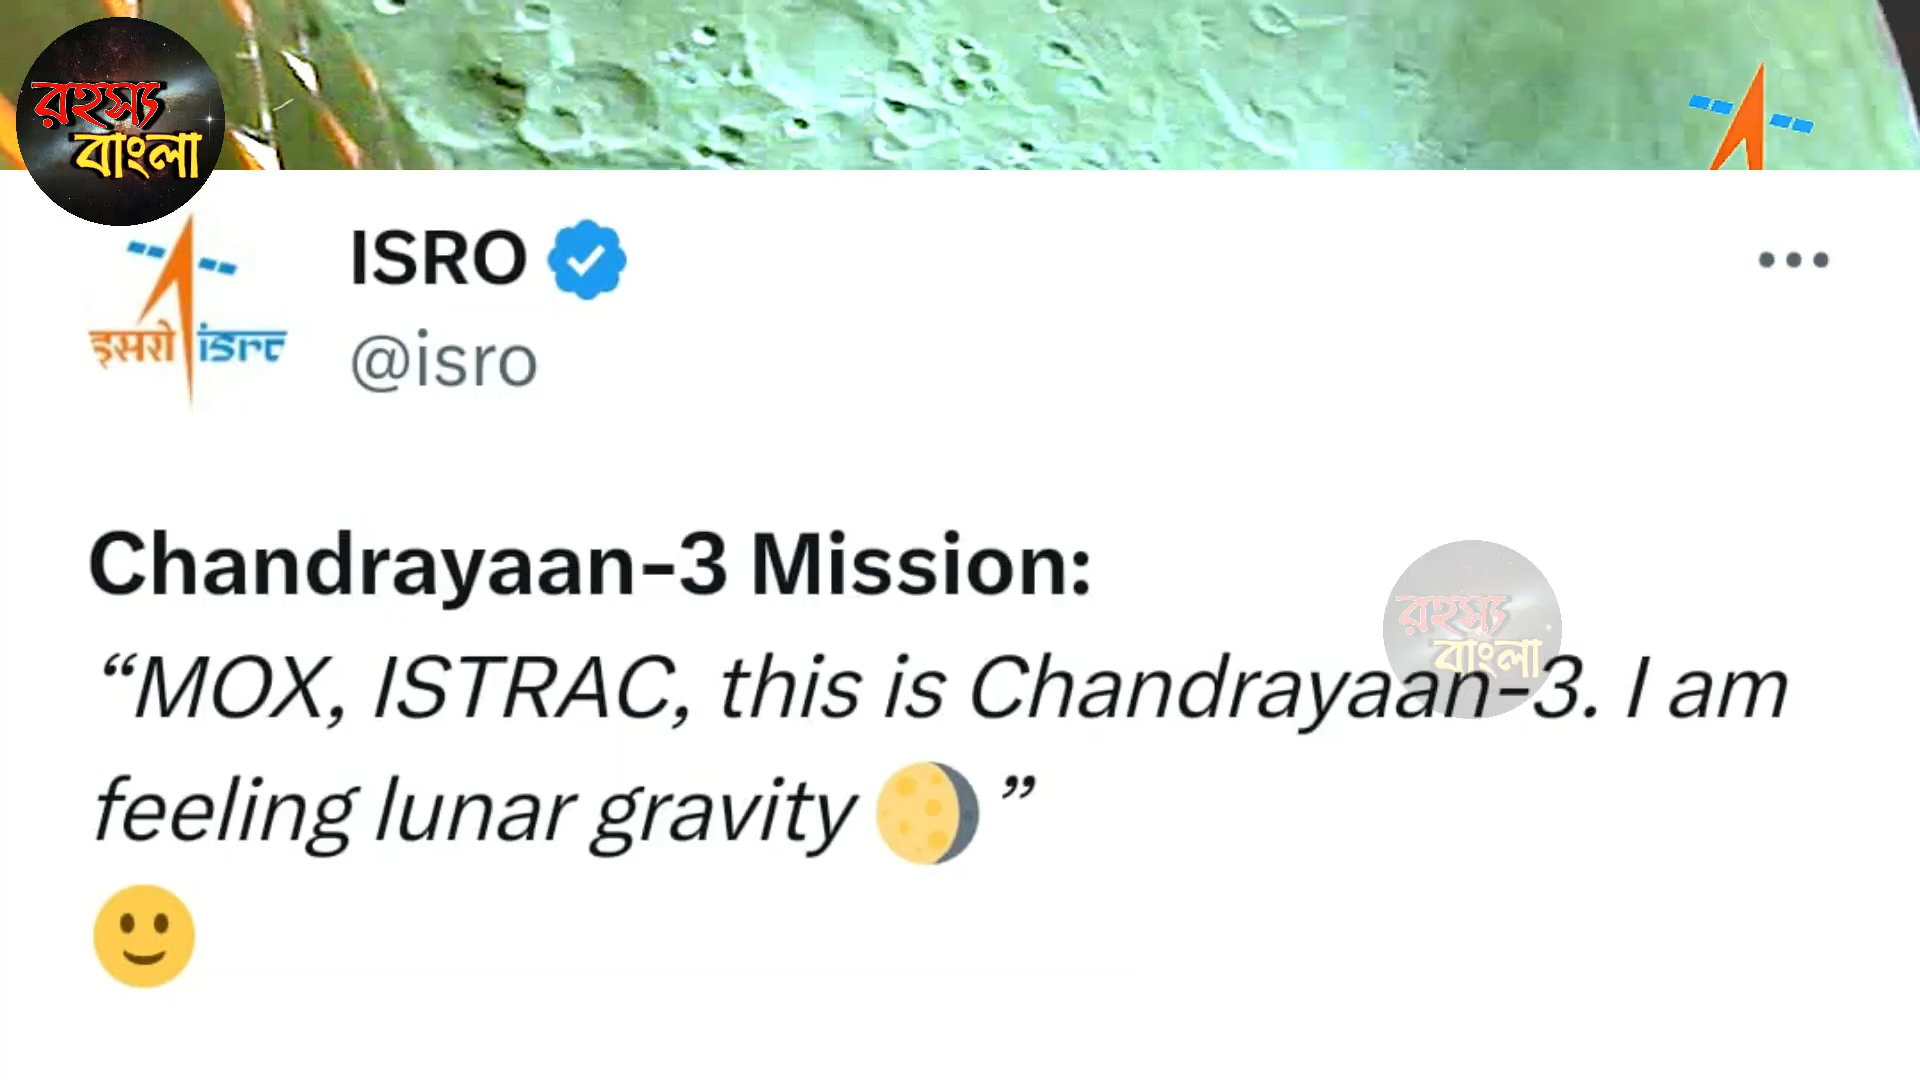 রহস্য
বাংলা
इसरो isro
ISRO
@isro
Chandrayaan-3 Mission:
“MOX, ISTRAC, this is Chandrayaan-3. I am
feeling lunar gravity 🌖”
🙂
রহস্য
বাংলা